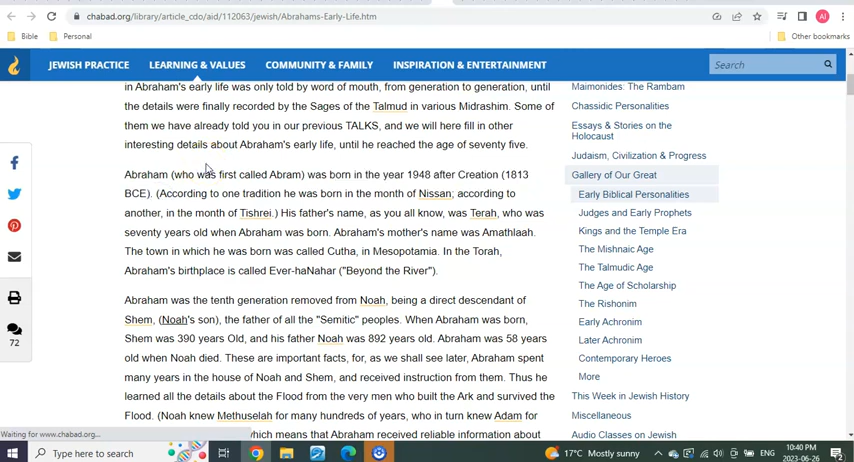 chabad.org/library/article_cdo/aid/112063/jewish/Abrahams-Early-Life.htm
AI
Bible
Personal
Other bookmarks
JEWISH PRACTICE
LEARNING & VALUES
COMMUNITY & FAMILY
INSPIRATION & ENTERTAINMENT
Search
in Abraham's early life was only told by word of mouth, from generation to generation, until
the details were finally recorded by the Sages of the Talmud in various Midrashim. Some of
them we have already told you in our previous TALKS, and we will here fill in other
interesting details about Abraham's early life, until he reached the age of seventy five.
Abraham (who was first called Abram) was born in the year 1948 after Creation (1813
BCE). (According to one tradition he was born in the month of Nissan; according to
another, in the month of Tishrei.) His father's name, as you all know, was Terah, who was
seventy years old when Abraham was born. Abraham's mother's name was Amathlaah.
The town in which he was born was called Cutha, in Mesopotamia. In the Torah,
Abraham's birthplace is called Ever-haNahar ("Beyond the River").
Abraham was the tenth generation removed from Noah, being a direct descendant of
Shem, (Noah's son), the father of all the "Semitic" peoples. When Abraham was born,
Shem was 390 years Old, and his father Noah was 892 years old. Abraham was 58 years
old when Noah died. These are important facts, for, as we shall see later, Abraham spent
many years in the house of Noah and Shem, and received instruction from them. Thus he
learned all the details about the Flood from the very men who built the Ark and survived the
Flood. (Noah knew Methuselah for many hundreds of years, who in turn knew Adam for
which means that Abraham received reliable information about
Maimonides: The Rambam
Chassidic Personalities
Essays & Stories on the
Holocaust
Judaism, Civilization & Progress
Gallery of Our Great
Early Biblical Personalities
Judges and Early Prophets
Kings and the Temple Era
The Mishnaic Age
The Talmudic Age
The Age of Scholarship
The Rishonim
Early Achronim
Later Achronim
Contemporary Heroes
More
This Week in Jewish History
Miscellaneous
Audio Classes on Jewish
72
Waiting for www.chabad.org...
Type here to search
17°C Mostly sunny
ENG
10:40 PM
2023-06-26
2